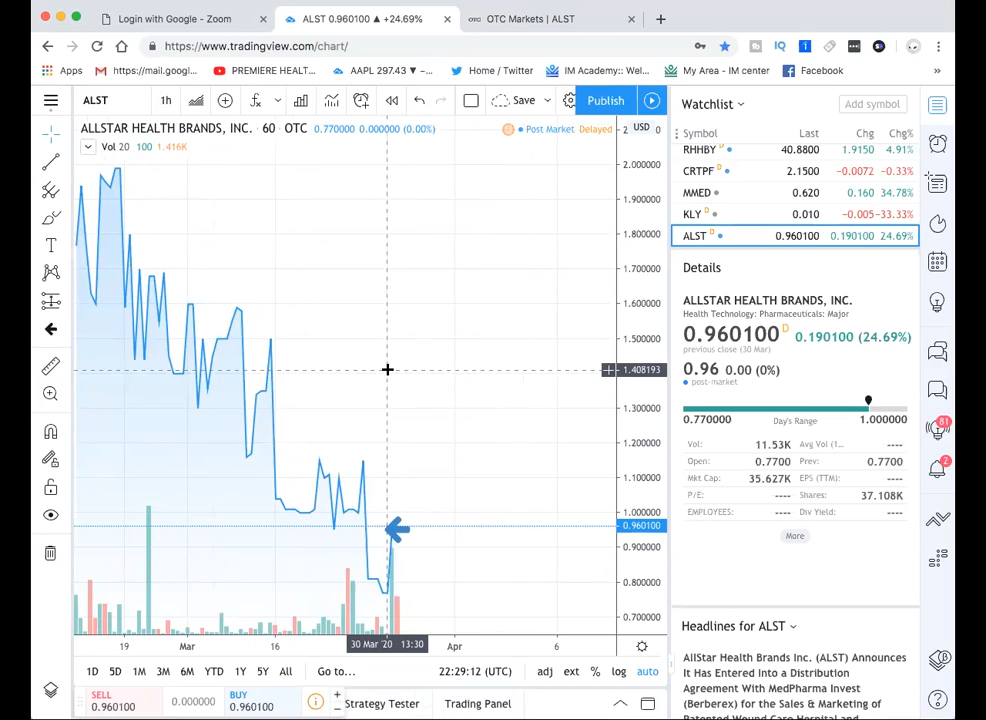 Login with Google - Zoom
ALST 0.960100 ▲ +24.69%
OTC Markets | ALST
https://www.tradingview.com/chart/
IQ
Apps
https://mail.googl...
PREMIERE HEALT...
AAPL 297.43 ▼ –...
Home / Twitter
IM Academy:: Wel...
My Area - IM center
Facebook
»
ALST
1h
Save
Publish
Watchlist
Add symbol
ALLSTAR HEALTH BRANDS, INC. • 60 • OTC
0.770000 0.000000 (0.00%)
Post Market
Delayed
USD
Vol 20 100 1.416K
Symbol Last Chg Chg%
RHHBY D 40.8800 1.9150 4.91%
CRTPF D 2.1500 -0.0072 -0.33%
MMED 0.620 0.160 34.78%
KLY D 0.010 -0.005 -33.33%
ALST D 0.960100 0.190100 24.69%
2.000000
1.900000
1.800000
1.700000
1.600000
1.500000
1.408193
1.300000
1.200000
1.100000
1.000000
0.960100
0.900000
0.800000
0.700000
Details
ALLSTAR HEALTH BRANDS, INC.
Health Technology: Pharmaceuticals: Major
0.960100 D 0.190100 (24.69%)
previous close (30 Mar)
0.96 0.00 (0%)
post-market
0.770000 Day's Range 1.000000
Vol: 11.53K Avg Vol (1... ----
Open: 0.7700 Prev: 0.7700
Mkt Cap: 35.627K EPS (TTM): ----
P/E: ---- Shares: 37.108K
EMPLOYEES: ---- Div Yield: ----
More
81
2
19
Mar
16
30 Mar '20 13:30
Apr
6
1D 5D 1M 3M 6M YTD 1Y 5Y All Go to...
22:29:12 (UTC)
adj ext % log auto
SELL
0.960100
0.000000
BUY
0.960100
Strategy Tester
Trading Panel
Headlines for ALST
AllStar Health Brands Inc. (ALST) Announces
It Has Entered into a Distribution
Agreement With MedPharma Invest
(Berberex) for the Sales & Marketing of
Patented Wound Care Hospital and